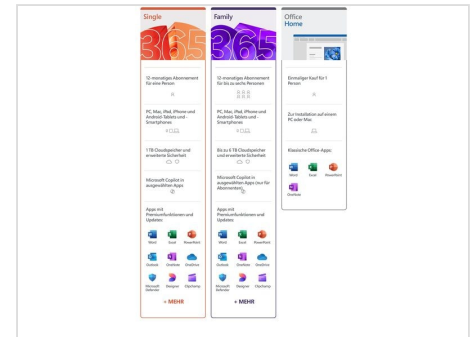 Single
365
12-monatiges Abonnement
für eine Person
PC, Mac, iPad, iPhone und
Android-Tablets und -
Smartphones
1 TB Cloudspeicher und
erweiterte Sicherheit
Microsoft Copilot in
ausgewählten Apps
Apps mit
Premiumfunktionen und
Updates:
Word Excel PowerPoint
Outlook OneNote OneDrive
Microsoft Defender Designer Clipchamp
+ MEHR
Family
365
12-monatiges Abonnement
für bis zu sechs Personen
PC, Mac, iPad, iPhone und
Android-Tablets und -
Smartphones
Bis zu 6 TB Cloudspeicher
und erweiterte Sicherheit
Microsoft Copilot in
ausgewählten Apps (nur für
Abonnenten)
Apps mit
Premiumfunktionen und
Updates:
Word Excel PowerPoint
Outlook OneNote OneDrive
Microsoft Defender Designer Clipchamp
+ MEHR
Office
Home
Einmaliger Kauf für 1
Person
Zur Installation auf einem
PC oder Mac
Klassische Office-Apps:
Word Excel PowerPoint
OneNote